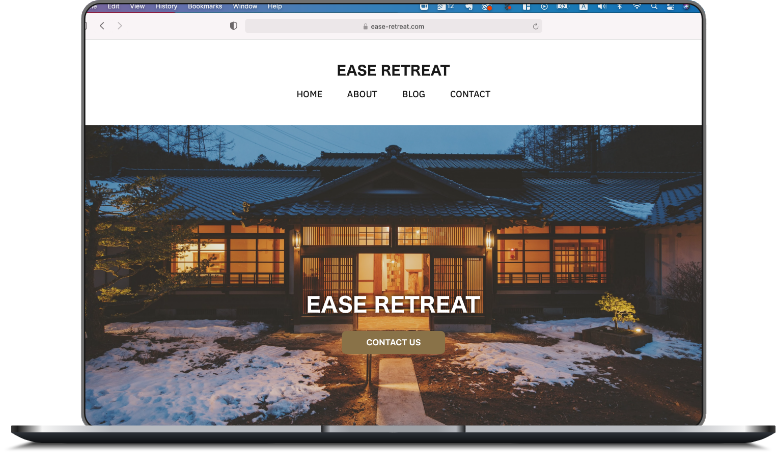 Edit View History Bookmarks Window Help
ease-retreat.com
EASE RETREAT
HOME ABOUT BLOG CONTACT
EASE RETREAT
CONTACT US